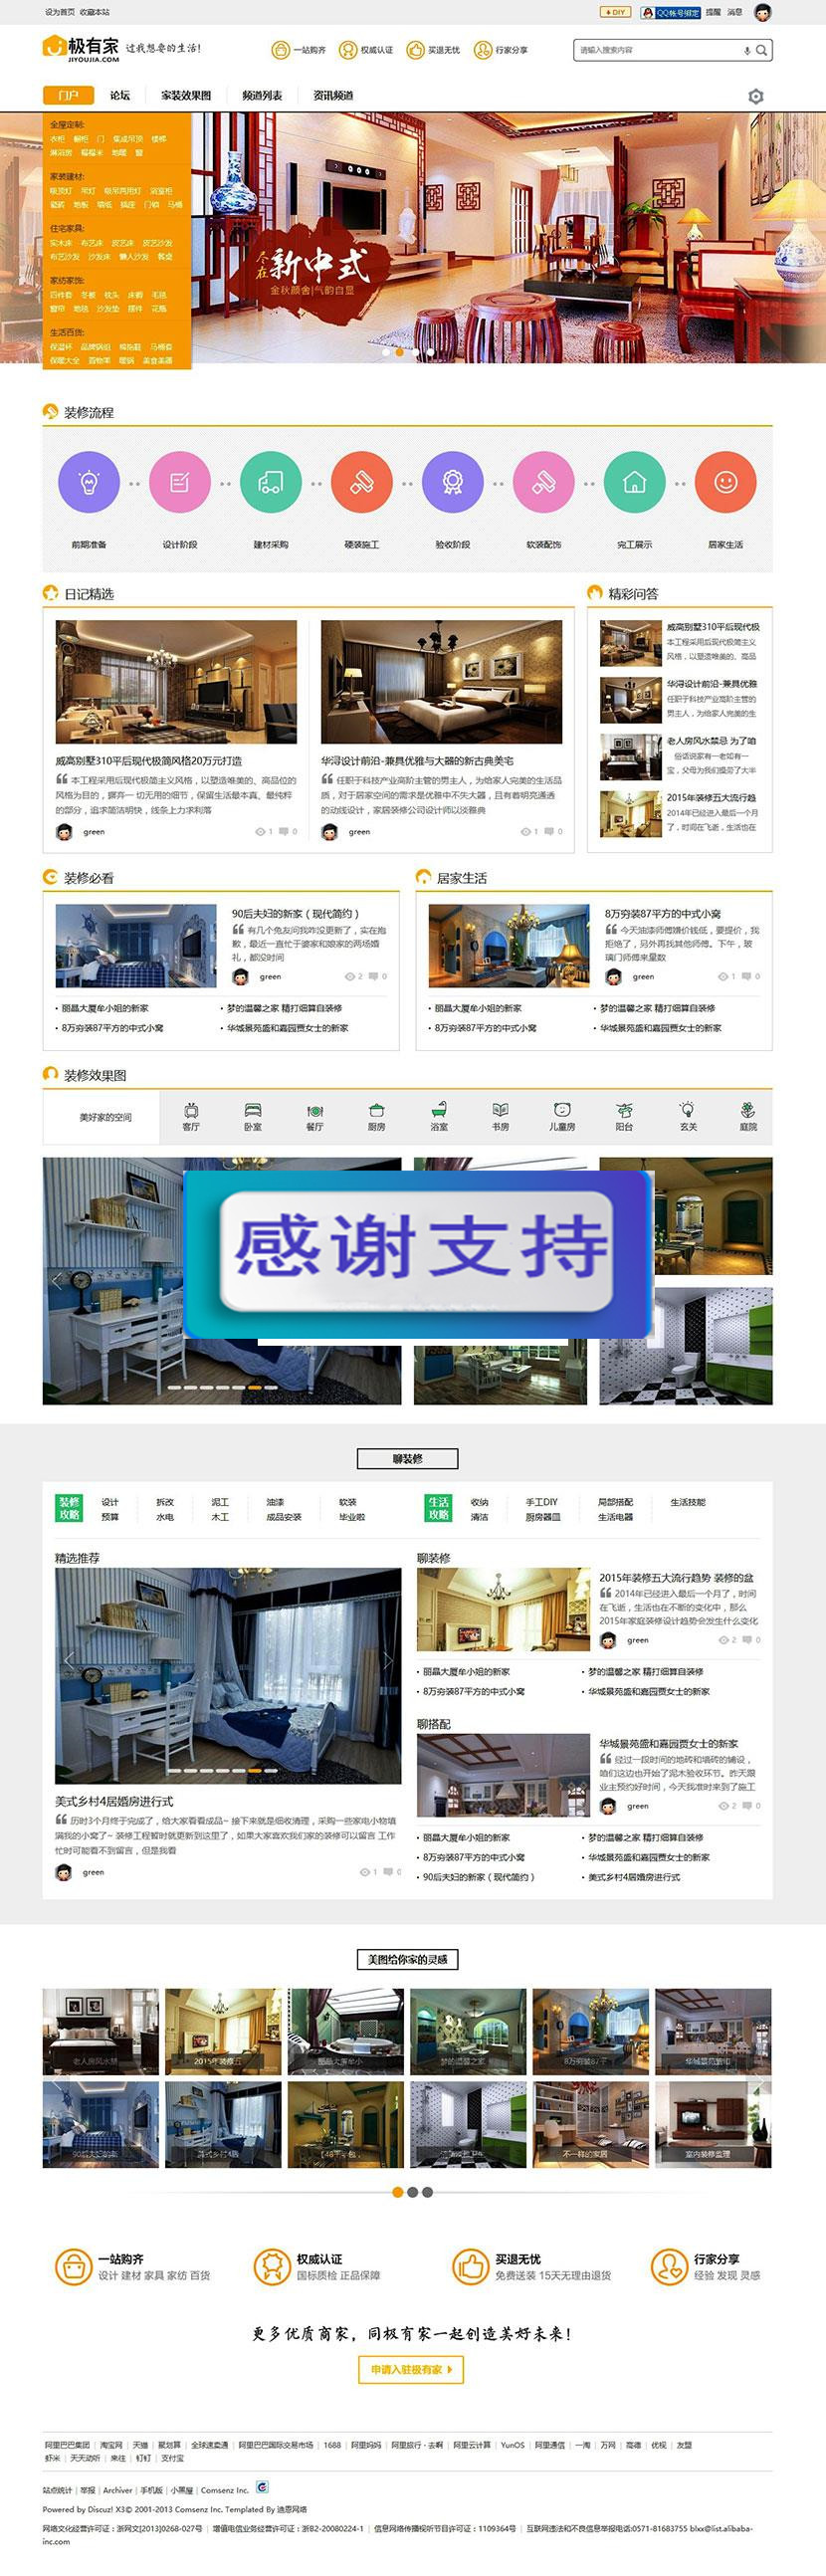 设为首页 收藏本站
DIY QQ帐号绑定 提醒 消息
极有家
JIYOUJIA.COM
过我想要的生活!
一站购齐 权威认证 买退无忧 行家分享
请输入搜索内容
门户 论坛 家装效果图 频道列表 资讯频道
全屋定制:
衣柜 橱柜 门 集成吊顶 楼梯
淋浴房 榻榻米 地暖 窗
家装建材:
吸顶灯 吊灯 吸吊两用灯 浴室柜
瓷砖 地板 墙纸 插座 门锁 马桶
住宅家具:
实木床 布艺床 皮艺床 皮艺沙发
布艺沙发 沙发床 懒人沙发 餐桌
家纺家饰:
四件套 冬被 枕头 床褥 毛毯
窗帘 地毯 沙发垫 摆件 花瓶
生活百货:
保温杯 品牌锅组 棉拖鞋 马桶套
保暖大全 置物架 暖锅 美食美器
尽在 新中式
金秋颜舍|气韵自显
装修流程
前期准备 设计阶段 建材采购 硬装施工 验收阶段 软装配饰 完工展示 居家生活
日记精选
威高别墅310平后现代极简风格20万元打造
本工程采用后现代极简主义风格，以塑造唯美的、高品位的
风格为目的，摒弃一 切无用的细节，保留生活最本真、最纯粹
的部分，追求简洁明快，线条上力求利落
green 1 0
华浔设计前沿-兼具优雅与大器的新古典美宅
任职于科技产业高阶主管的男主人，为给家人完美的生活品
质，对于居家空间的需求是优雅中不失大器，且有着明亮通透
的动线设计，家居装修公司设计师以淡雅典
green 1 0
精彩问答
威高别墅310平后现代极
本工程采用后现代极简主义
风格，以塑造唯美的、高品
华浔设计前沿-兼具优雅
任职于科技产业高阶主管的
男主人，为给家人完美的生
老人房风水禁忌 为了咱
俗话说家有一老如有一
宝，父母为我们操劳了大半
2015年装修五大流行趋
2014年已经进入最后一个月
了，时间在飞逝，生活也在
装修必看
90后夫妇的新家（现代简约）
有几个兔友问我咋没更新了，实在抱
歉，最近一直忙于婆家和娘家的两场婚
礼，都没时间
green 2 0
丽晶大厦牟小姐的新家 梦的温馨之家 精打细算自装修
8万穷装87平方的中式小窝 华城景苑盛和嘉园贾女士的新家
居家生活
8万穷装87平方的中式小窝
今天油漆师傅嫌价钱低，要提价，我
拒绝了，另外再找其他师傅。下午，玻
璃门师傅来量数
green 1 0
丽晶大厦牟小姐的新家 梦的温馨之家 精打细算自装修
8万穷装87平方的中式小窝 华城景苑盛和嘉园贾女士的新家
装修效果图
美好家的空间 客厅 卧室 餐厅 厨房 浴室 书房 儿童房 阳台 玄关 庭院
感谢支持
聊装修
装修攻略 设计 拆改 泥工 油漆 软装
预算 水电 木工 成品安装 毕业啦
生活攻略 收纳 手工DIY 局部搭配 生活技能
清洁 厨房器皿 生活电器
精选推荐
美式乡村4居婚房进行式
历时3个月终于完成了，给大家看看成品~ 接下来就是细收清理，采购一些家电小物填
满我的小窝了~ 装修工程暂时就更新到这里了，如果大家喜欢我们家的装修可以留言 工作
忙时可能看不到留言，但是我看
green 1 0
聊装修
2015年装修五大流行趋势 装修的盆
2014年已经进入最后一个月了，时间
在飞逝，生活也在不断的变化中，那么
2015年家庭装修设计趋势会发生什么变化
green 2 0
丽晶大厦牟小姐的新家 梦的温馨之家 精打细算自装修
8万穷装87平方的中式小窝 华城景苑盛和嘉园贾女士的新家
聊搭配
华城景苑盛和嘉园贾女士的新家
经过一段时间的地砖和墙砖的铺设，
咱们这边也开始了泥木验收环节。昨天跟
业主预约好时间，今天我准时来到了施工
green 2 0
丽晶大厦牟小姐的新家 梦的温馨之家 精打细算自装修
8万穷装87平方的中式小窝 华城景苑盛和嘉园贾女士的新家
90后夫妇的新家（现代简约） 美式乡村4居婚房进行式
美图给你家的灵感
老人房风水禁 2015年装修五 丽晶大厦牟小 梦的温馨之家 8万穷装87平 华城景苑盛和
90后夫妇的新 美式乡村4居 不一样的家居 室内装修监理
一站购齐 权威认证 买退无忧 行家分享
设计 建材 家具 家纺 百货 国标质检 正品保障 免费送装 15天无理由退货 经验 发现 灵感
更多优质商家，同极有家一起创造美好未来!
申请入驻极有家
阿里巴巴集团 | 淘宝网 | 天猫 | 聚划算 | 全球速卖通 | 阿里巴巴国际交易市场 | 1688 | 阿里妈妈 | 阿里旅行·去啊 | 阿里云计算 | YunOS | 阿里通信 | 一淘 | 万网 | 高德 | 优视 | 友盟
虾米 | 天天动听 | 来往 | 钉钉 | 支付宝
站点统计 | 举报 | Archiver | 手机版 | 小黑屋 | Comsenz Inc.
Powered by Discuz! X3© 2001-2013 Comsenz Inc. Templated By 迪恩网络
网络文化经营许可证：浙网文[2013]0268-027号 | 增值电信业务经营许可证：浙B2-20080224-1 | 信息网络传播视听节目许可证：1109364号 | 互联网违法和不良信息举报电话:0571-81683755 blxx@list.alibaba-
inc.com